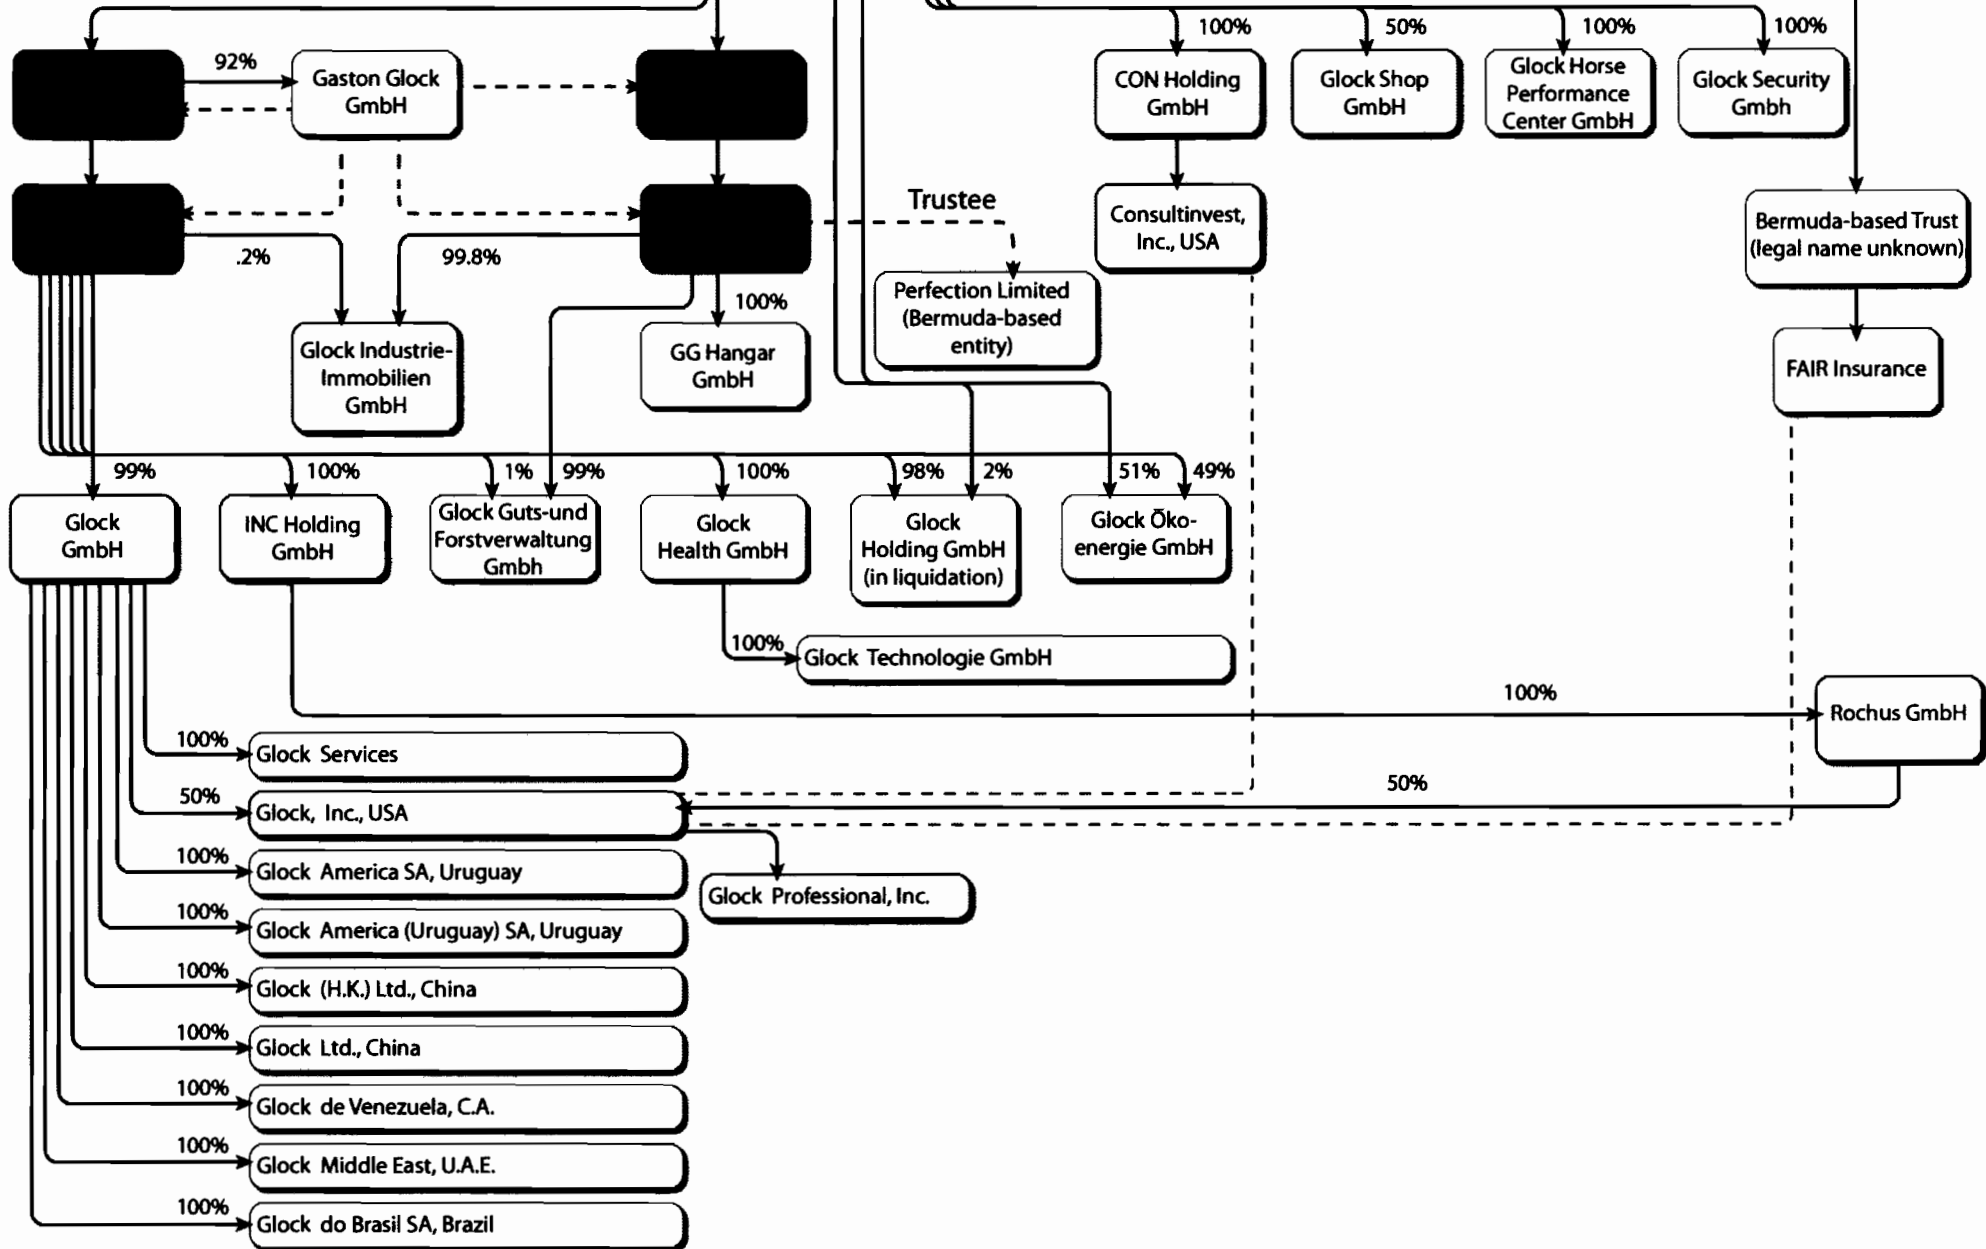 100%
50%
100%
100%
92%
Gaston Glock
GmbH
CON Holding
GmbH
Glock Shop
GmbH
Glock Horse
Performance
Center GmbH
Glock Security
Gmbh
Trustee
Consultinvest,
Inc., USA
Bermuda-based Trust
(legal name unknown)
.2%
99.8%
100%
Perfection Limited
(Bermuda-based
entity)
Glock Industrie-
Immobilien
GmbH
GG Hangar
GmbH
FAIR Insurance
99%
100%
1%
99%
100%
98%
2%
51%
49%
Glock
GmbH
INC Holding
GmbH
Glock Guts-und
Forstverwaltung
Gmbh
Glock
Health GmbH
Glock
Holding GmbH
(in liquidation)
Glock Ōko-
energie GmbH
100%
Glock Technologie GmbH
100%
Rochus GmbH
100%
Glock Services
50%
50%
Glock, Inc., USA
100%
Glock America SA, Uruguay
Glock Professional, Inc.
100%
Glock America (Uruguay) SA, Uruguay
100%
Glock (H.K.) Ltd., China
100%
Glock Ltd., China
100%
Glock de Venezuela, C.A.
100%
Glock Middle East, U.A.E.
100%
Glock do Brasil SA, Brazil